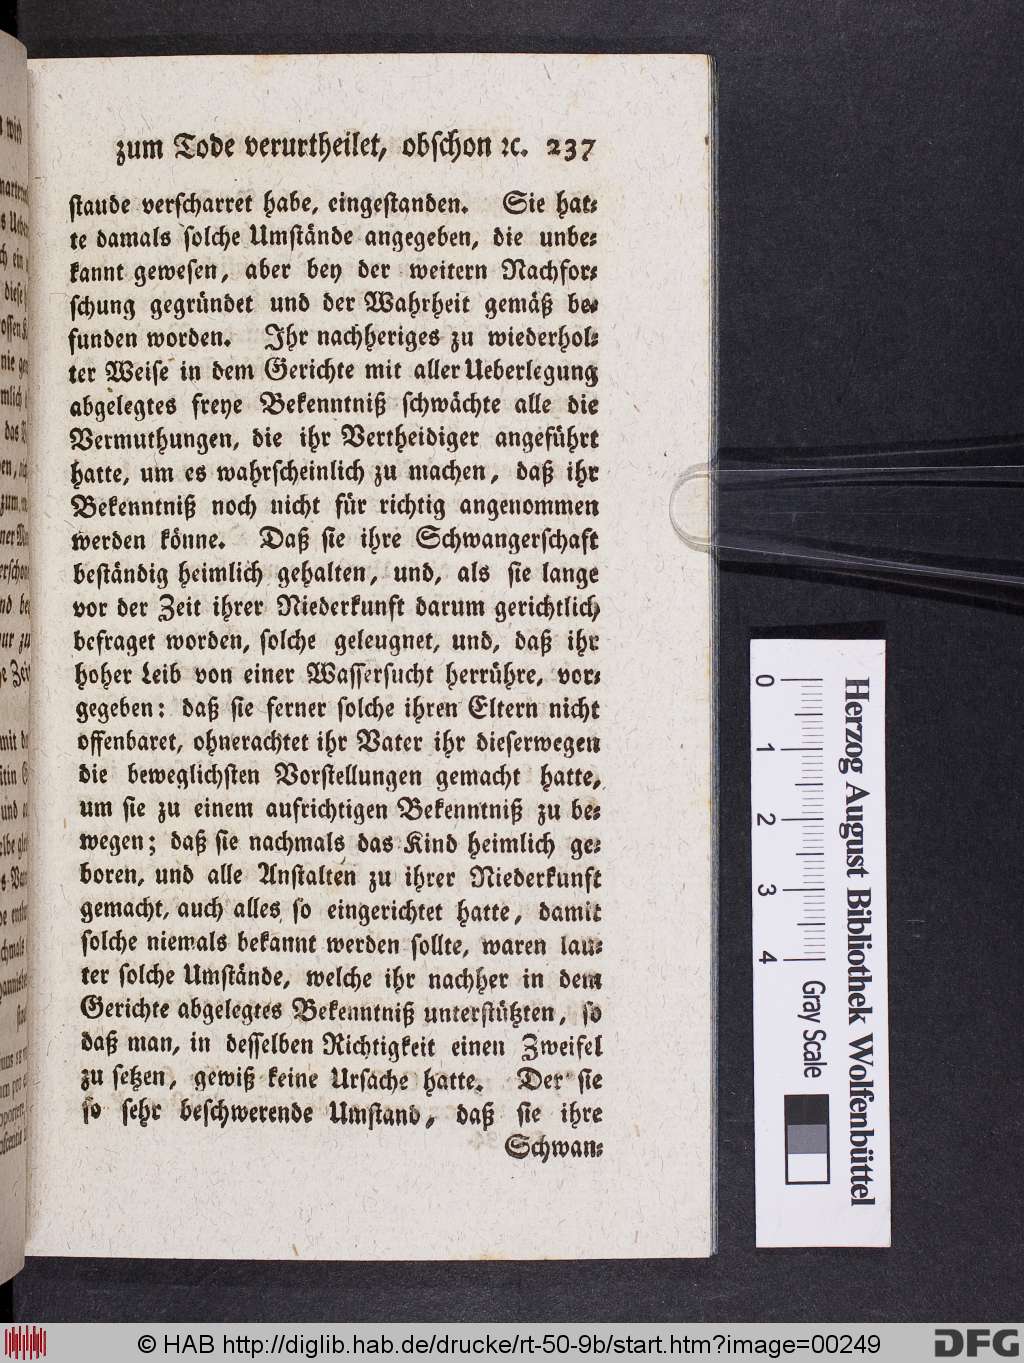 zum Tode verurtheilet, obschon ꝛc. 237
staude verscharret habe, eingestanden. Sie hat⸗
te damals solche Umstände angegeben, die unbe⸗
kannt gewesen, aber bey der weitern Nachfor⸗
schung gegründet und der Wahrheit gemäß be⸗
funden worden. Ihr nachheriges zu wiederhol⸗
ter Weise in dem Gerichte mit aller Ueberlegung
abgelegtes freye Bekenntniß schwächte alle die
Vermuthungen, die ihr Vertheidiger angeführt
hatte, um es wahrscheinlich zu machen, daß ihr
Bekenntniß noch nicht für richtig angenommen
werden könne. Daß sie ihre Schwangerschaft
beständig heimlich gehalten, und, als sie lange
vor der Zeit ihrer Niederkunft darum gerichtlich
befraget worden, solche geleugnet, und, daß ihr
hoher Leib von einer Wassersucht herrühre, vor⸗
gegeben: daß sie ferner solche ihren Eltern nicht
offenbaret, ohnerachtet ihr Vater ihr dieserwegen
die beweglichsten Vorstellungen gemacht hatte,
um sie zu einem aufrichtigen Bekenntniß zu be⸗
wegen; daß sie nachmals das Kind heimlich ge⸗
boren, und alle Anstalten zu ihrer Niederkunft
gemacht, auch alles so eingerichtet hatte, damit
solche niemals bekannt werden sollte, waren lau⸗
ter solche Umstände, welche ihr nachher in dem
Gerichte abgelegtes Bekenntniß unterstützten, so
daß man, in desselben Richtigkeit einen Zweifel
zu setzen, gewiß keine Ursache hatte. Der sie
so sehr beschwerende Umstand, daß sie ihre
Schwan⸗
Herzog August Bibliothek Wolfenbüttel
0 1 2 3 4 Gray Scale
© HAB http://diglib.hab.de/drucke/rt-50-9b/start.htm?image=00249
DFG